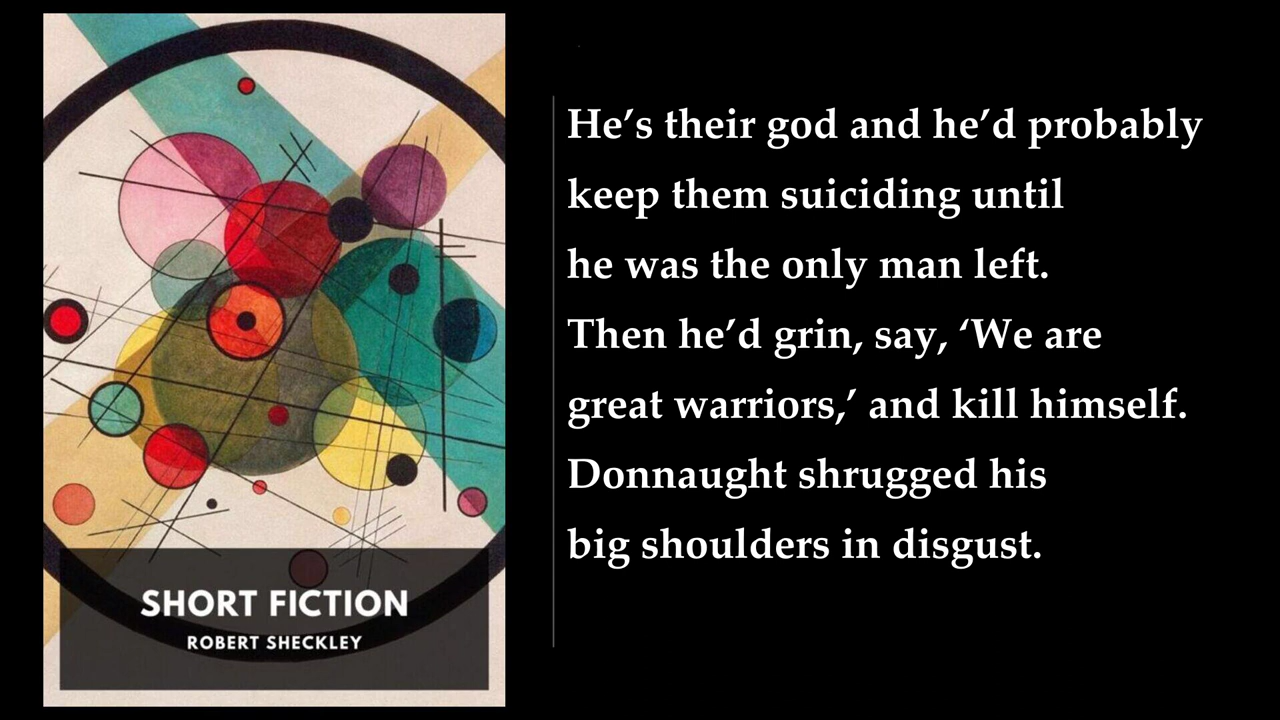 SHORT FICTION
ROBERT SHECKLEY
He’s their god and he’d probably
keep them suiciding until
he was the only man left.
Then he’d grin, say, ‘We are
great warriors,’ and kill himself.
Donnaught shrugged his
big shoulders in disgust.